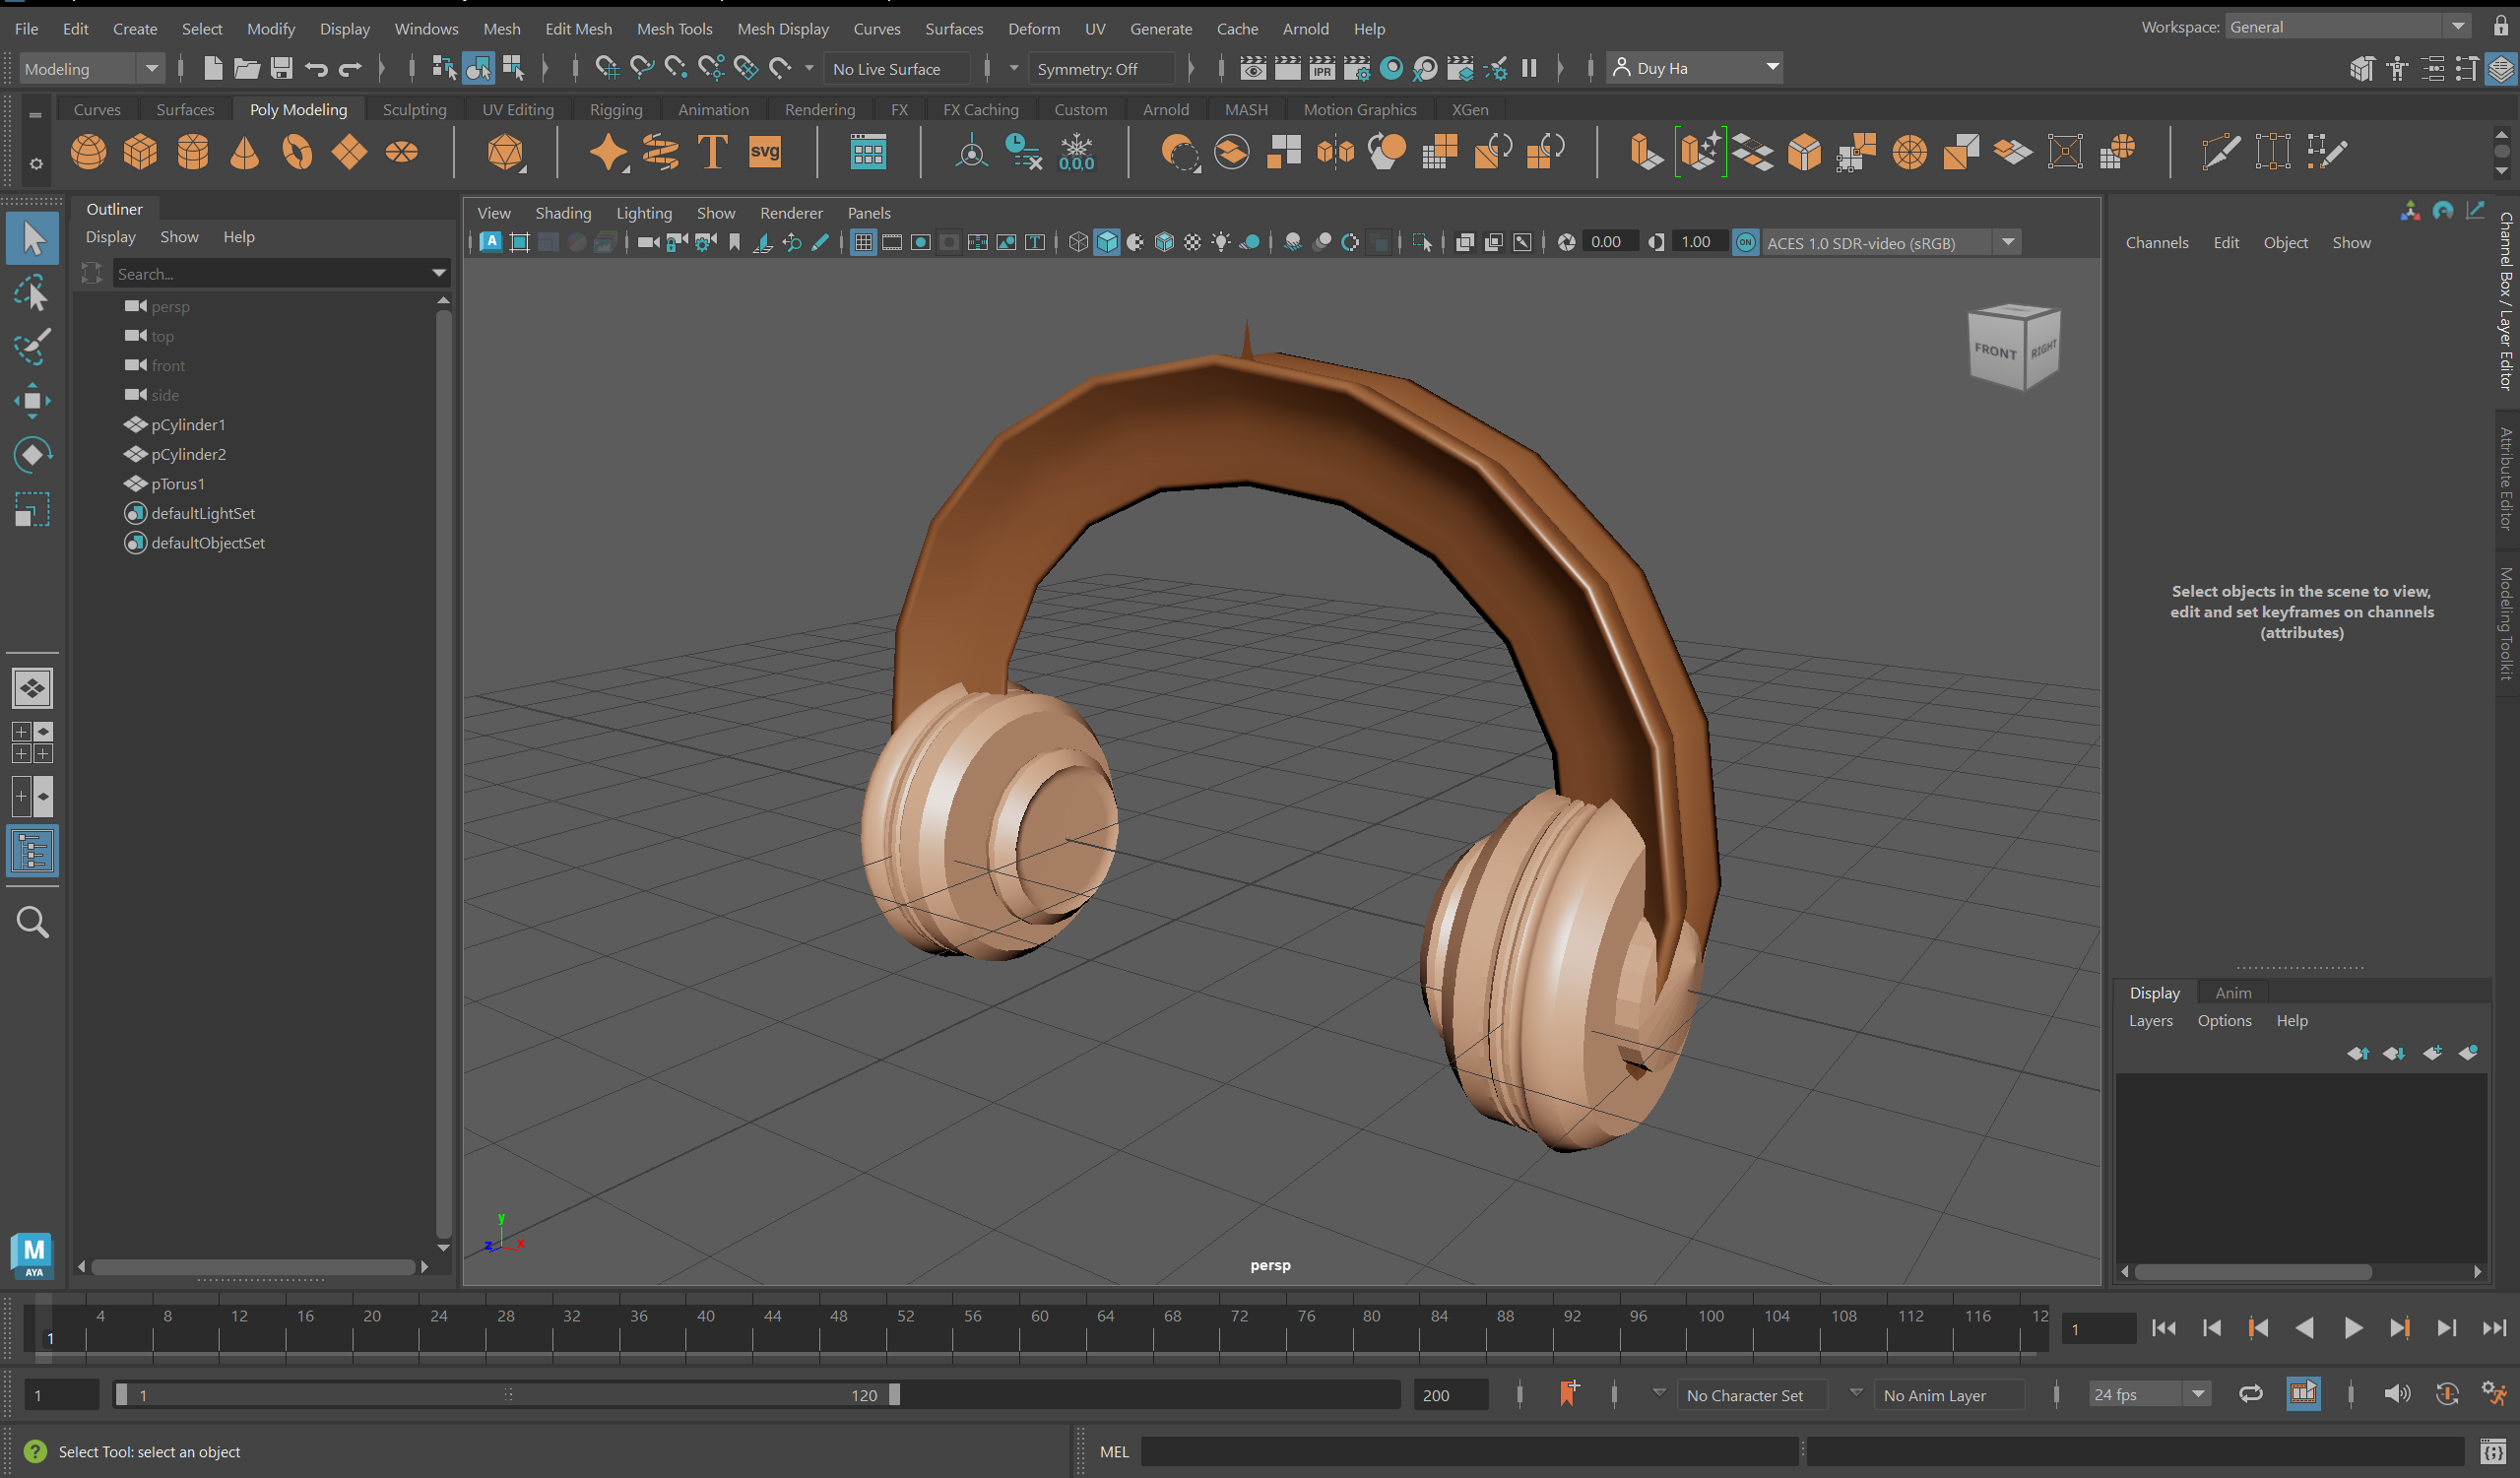 File Edit Create Select Modify Display Windows Mesh Edit Mesh Mesh Tools Mesh Display Curves Surfaces Deform UV Generate Cache Arnold Help
Workspace: General
Modeling
No Live Surface
Symmetry: Off
IPR
Duy Ha
Curves Surfaces Poly Modeling Sculpting UV Editing Rigging Animation Rendering FX FX Caching Custom Arnold MASH Motion Graphics XGen
T
svg
0,0,0
Outliner
Display Show Help
Search...
persp
top
front
side
pCylinder1
pCylinder2
pTorus1
defaultLightSet
defaultObjectSet
M
AYA
View Shading Lighting Show Renderer Panels
A
T
0.00
1.00
ON
ACES 1.0 SDR-video (sRGB)
FRONT
RIGHT
y
z
x
persp
Channels Edit Object Show
Select objects in the scene to view,
edit and set keyframes on channels
(attributes)
Channel Box / Layer Editor
Attribute Editor
Modeling Toolkit
Display Anim
Layers Options Help
4 8 12 16 20 24 28 32 36 40 44 48 52 56 60 64 68 72 76 80 84 88 92 96 100 104 108 112 116 12
1
1
1
1
120
200
No Character Set
No Anim Layer
24 fps
?
Select Tool: select an object
MEL